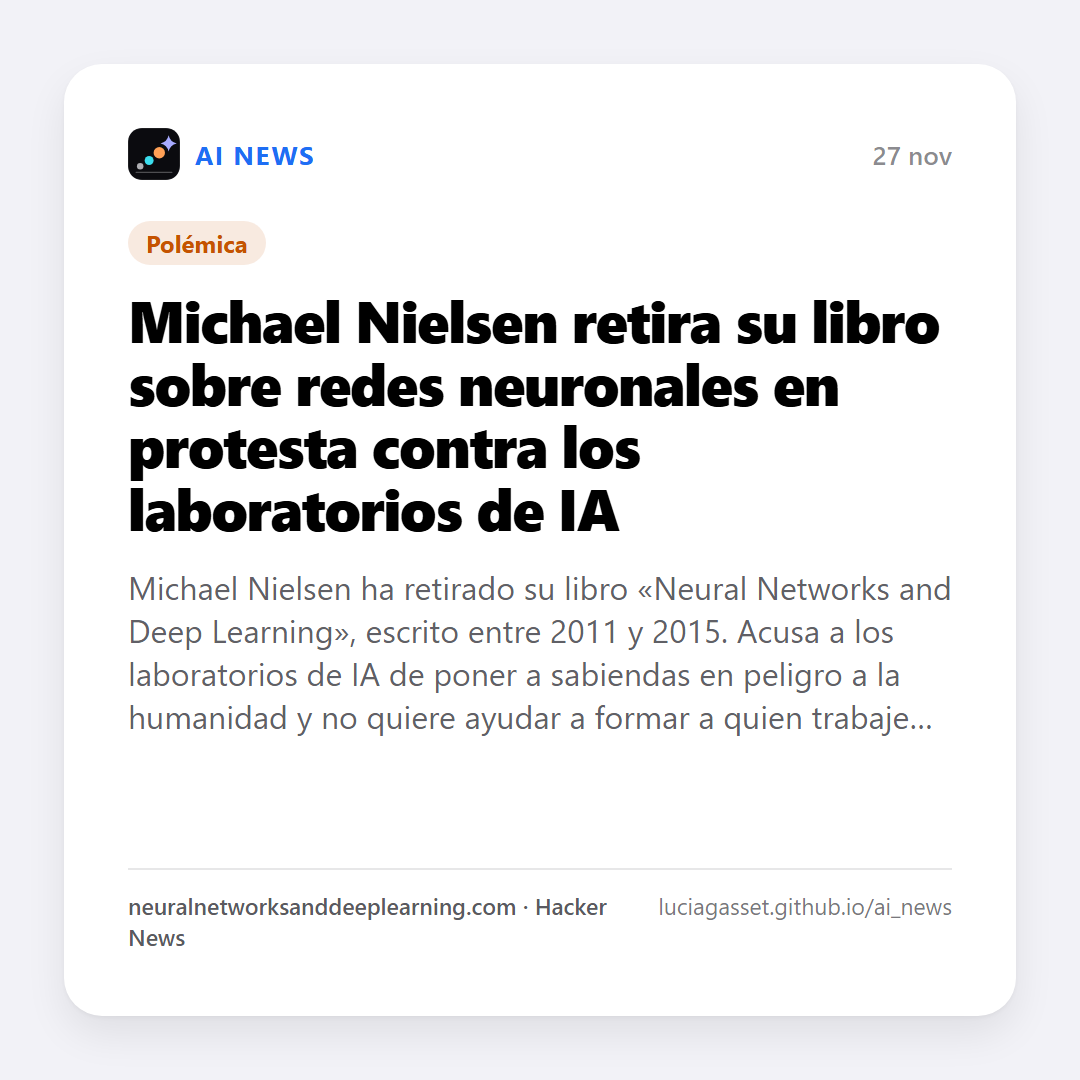 AI NEWS
27 nov
Polémica
Michael Nielsen retira su libro
sobre redes neuronales en
protesta contra los
laboratorios de IA
Michael Nielsen ha retirado su libro «Neural Networks and
Deep Learning», escrito entre 2011 y 2015. Acusa a los
laboratorios de IA de poner a sabiendas en peligro a la
humanidad y no quiere ayudar a formar a quien trabaje...
neuralnetworksanddeeplearning.com · Hacker
News
luciagasset.github.io/ai_news